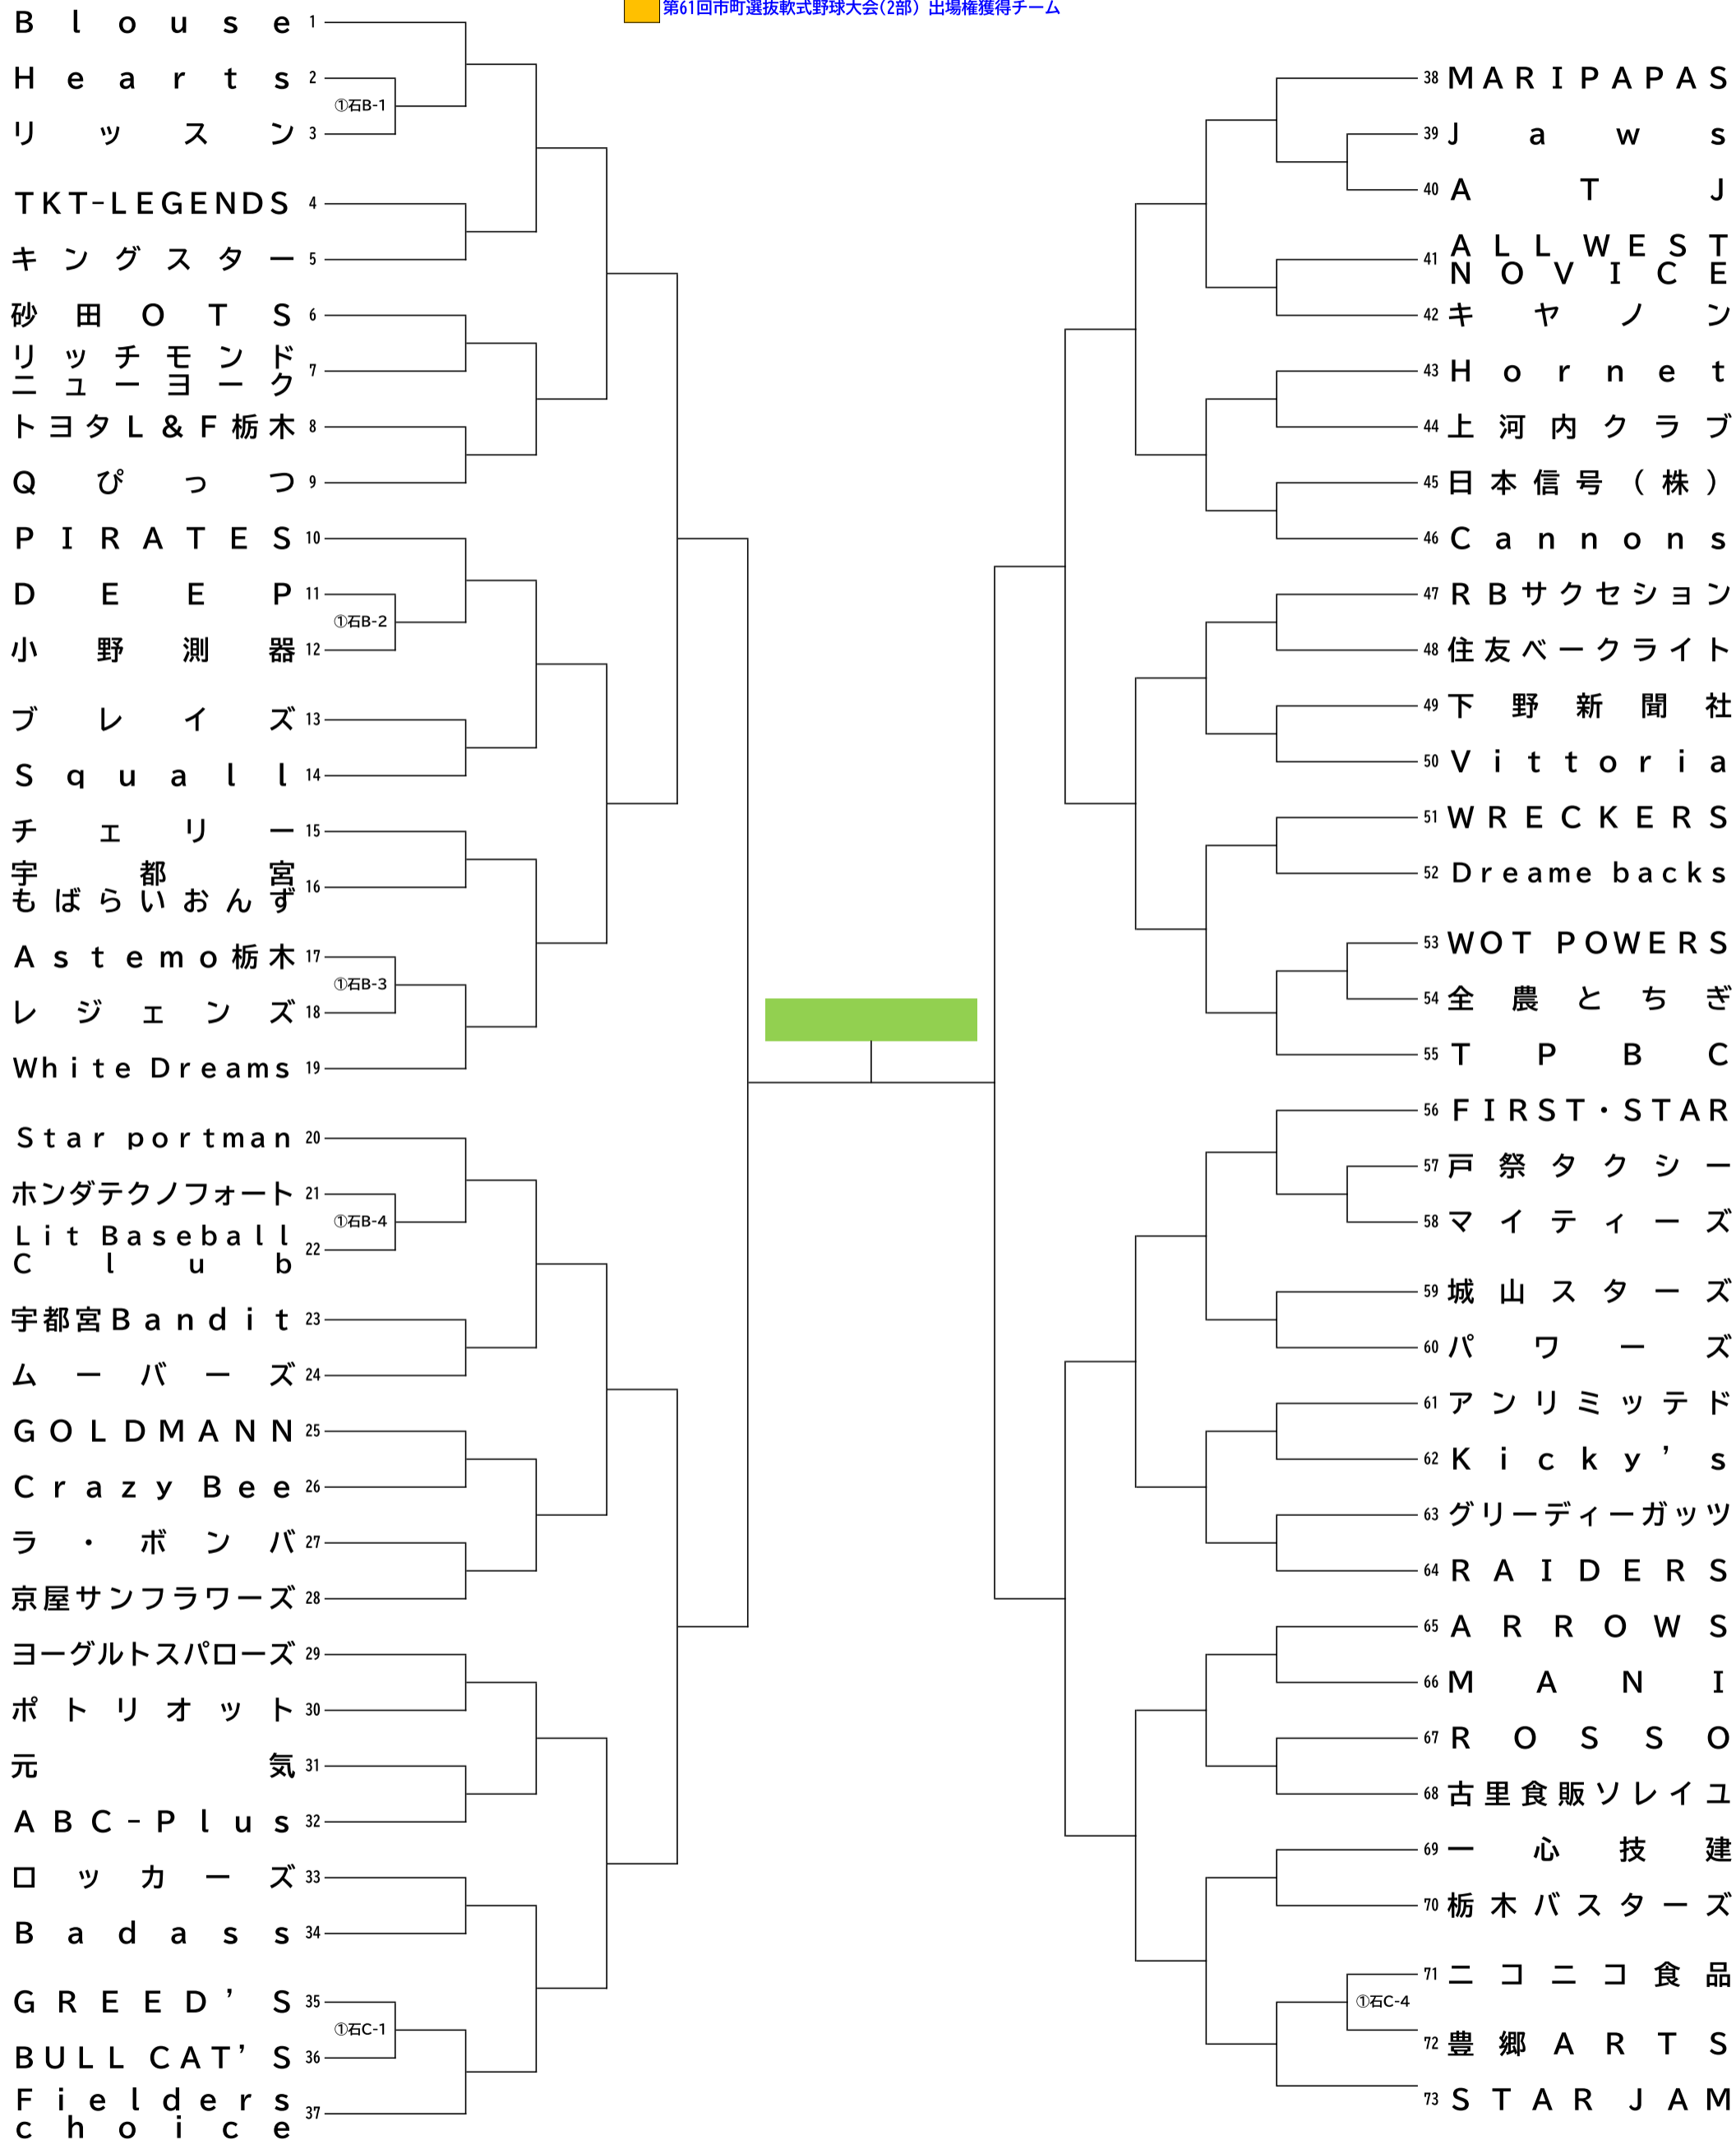 第61回市町選抜軟式野球大会(2部) 出場権獲得チーム
Blouse 1
Hearts 2
①石B-1
リッスン 3
TKT-LEGENDS 4
キングスター 5
砂田OTS 6
リッチモンド
ニューヨーク 7
トヨタL&F栃木 8
Qぴっつ 9
PIRATES 10
DEEP 11
①石B-2
小野測器 12
ブレイズ 13
Squall 14
チェリー 15
宇都宮
もばらいおんず 16
Astemo栃木 17
①石B-3
レジェンズ 18
White Dreams 19
Star portman 20
ホンダテクノフォート 21
①石B-4
Lit Baseball
Club 22
宇都宮Bandit 23
ムーバーズ 24
GOLDMANN 25
Crazy Bee 26
ラ・ボンバ 27
京屋サンフラワーズ 28
ヨーグルトスパローズ 29
ポトリオット 30
元気 31
ABC-Plus 32
ロッカーズ 33
Badass 34
GREED’S 35
①石C-1
BULL CAT’S 36
Fielders
choice 37
38 MARIPAPAS
39 Jaws
40 ATJ
41 ALL WEST
NOVICE
42 キヤノン
43 Hornet
44 上河内クラブ
45 日本信号(株)
46 Cannons
47 RBサクセション
48 住友ベークライト
49 下野新聞社
50 Vittoria
51 WRECKERS
52 Dreame backs
53 WOT POWERS
54 全農とちぎ
55 TPBC
56 FIRST・STAR
57 戸祭タクシー
58 マイティーズ
59 城山スターズ
60 パワーズ
61 アンリミッテド
62 Kicky’s
63 グリーディーガッツ
64 RAIDERS
65 ARROWS
66 MANI
67 ROSSO
68 古里食販ソレイユ
69 一心技建
70 栃木バスターズ
71 ニコニコ食品
①石C-4
72 豊郷ARTS
73 STAR JAM